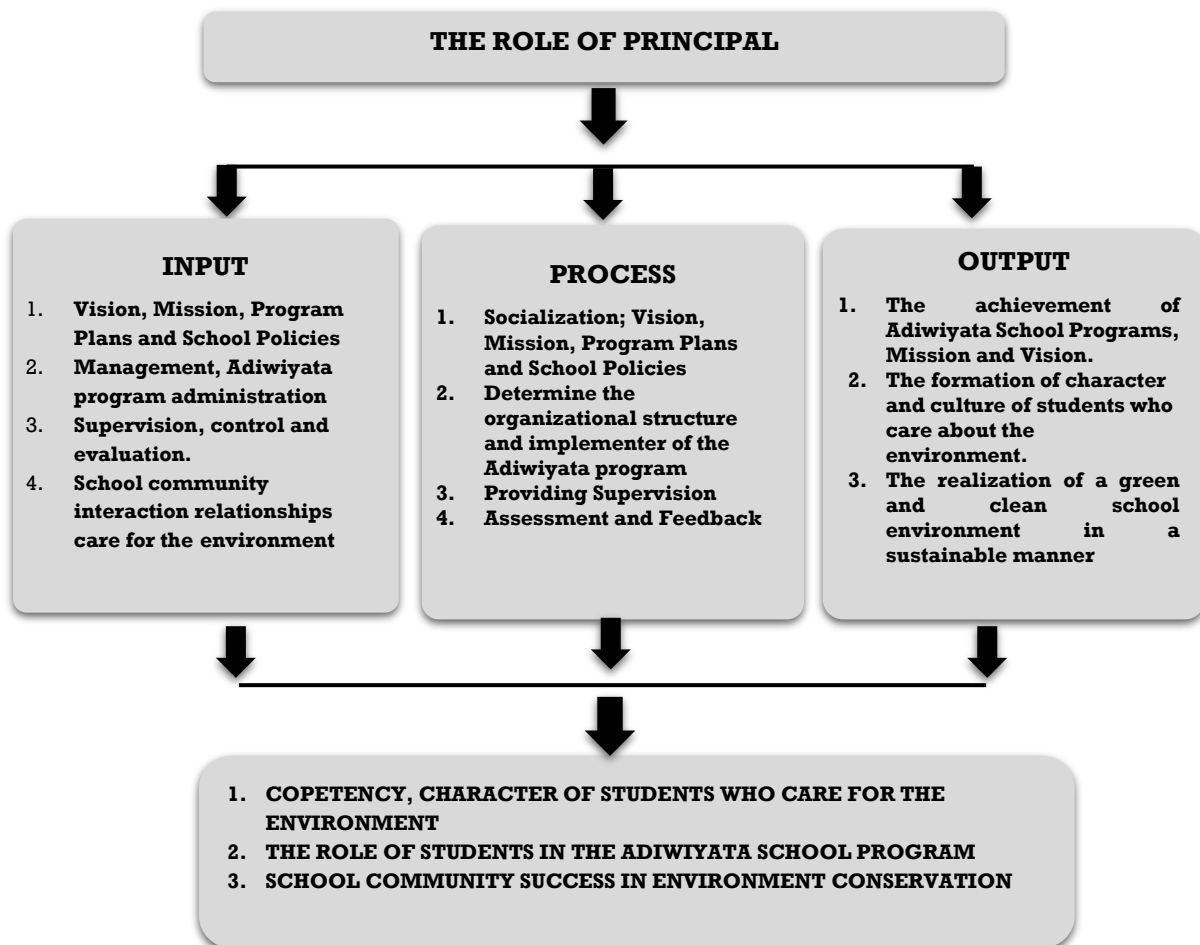 THE ROLE OF PRINCIPAL
INPUT
1. Vision, Mission, Program
Plans and School Policies
2. Management, Adiwiyata
program administration
3. Supervision, control and
evaluation.
4. School community
interaction relationships
care for the environment
PROCESS
1. Socialization; Vision,
Mission, Program Plans
and School Policies
2. Determine the
organizational structure
and implementer of the
Adiwiyata program
3. Providing Supervision
4. Assessment and Feedback
OUTPUT
1. The achievement of
Adiwiyata School Programs,
Mission and Vision.
2. The formation of character
and culture of students who
care about the
environment.
3. The realization of a green
and clean school
environment in a
sustainable manner
1. COPETENCY, CHARACTER OF STUDENTS WHO CARE FOR THE
ENVIRONMENT
2. THE ROLE OF STUDENTS IN THE ADIWIYATA SCHOOL PROGRAM
3. SCHOOL COMMUNITY SUCCESS IN ENVIRONMENT CONSERVATION